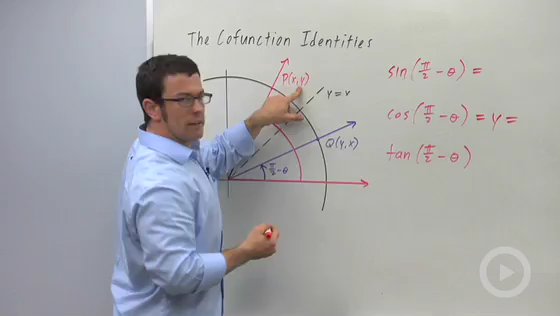 The Cofunction Identities
P(x,y)
y = x
Q(y,x)
π/2 - θ
sin(π/2 - θ) =
cos(π/2 - θ) = y =
tan(π/2 - θ)